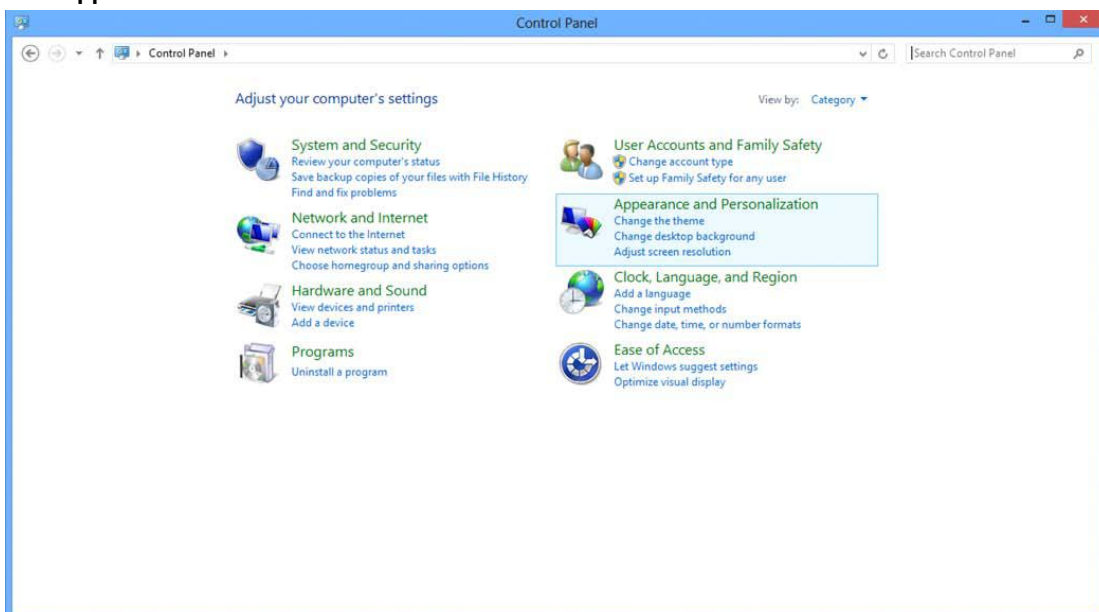 Control Panel
Control Panel
Search Control Panel
Adjust your computer's settings
View by: Category
System and Security
Review your computer's status
Save backup copies of your files with File History
Find and fix problems
Network and Internet
Connect to the Internet
View network status and tasks
Choose homegroup and sharing options
Hardware and Sound
View devices and printers
Add a device
Programs
Uninstall a program
User Accounts and Family Safety
Change account type
Set up Family Safety for any user
Appearance and Personalization
Change the theme
Change desktop background
Adjust screen resolution
Clock, Language, and Region
Add a language
Change input methods
Change date, time, or number formats
Ease of Access
Let Windows suggest settings
Optimize visual display